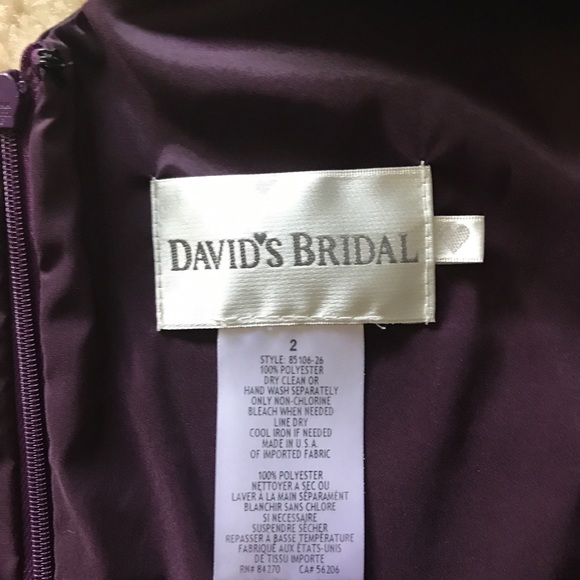 DAVID'S BRIDAL
2
STYLE: 85106-26
100% POLYESTER
DRY CLEAN OR
HAND WASH SEPARATELY
ONLY NON-CHLORINE
BLEACH WHEN NEEDED
LINE DRY
COOL IRON IF NEEDED
MADE IN U.S.A.
OF IMPORTED FABRIC
100% POLYESTER
NETTOYER A SEC OU
LAVER À LA MAIN SÉPARÉMENT
BLANCHIR SANS CHLORE
SI NECESSAIRE
SUSPENDRE SÉCHER
REPASSER A BASSE TEMPÉRATURE
FABRIQUÉ AUX ÉTATS-UNIS
DE TISSU IMPORTE
RN# 84270 CA# 56206